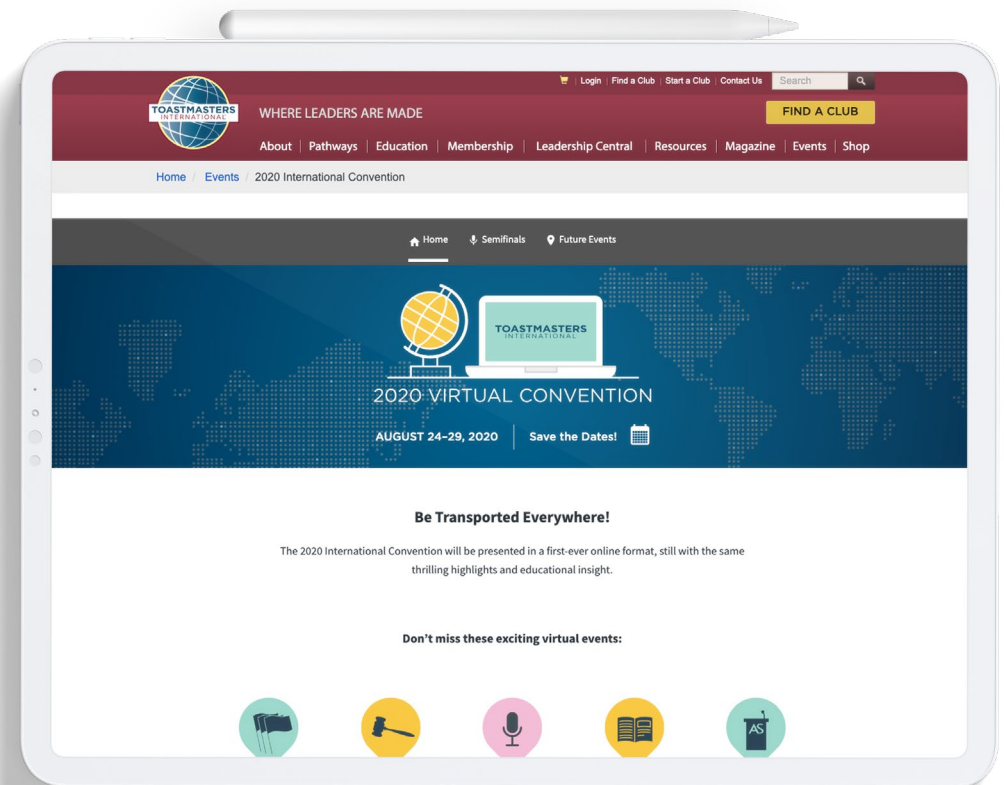 Login | Find a Club | Start a Club | Contact Us
Search
TOASTMASTERS
INTERNATIONAL
WHERE LEADERS ARE MADE
FIND A CLUB
About | Pathways | Education | Membership | Leadership Central | Resources | Magazine | Events | Shop
Home / Events / 2020 International Convention
Home Semifinals Future Events
TOASTMASTERS
INTERNATIONAL
2020 VIRTUAL CONVENTION
AUGUST 24–29, 2020 | Save the Dates!
Be Transported Everywhere!
The 2020 International Convention will be presented in a first-ever online format, still with the same
thrilling highlights and educational insight.
Don't miss these exciting virtual events:
AS